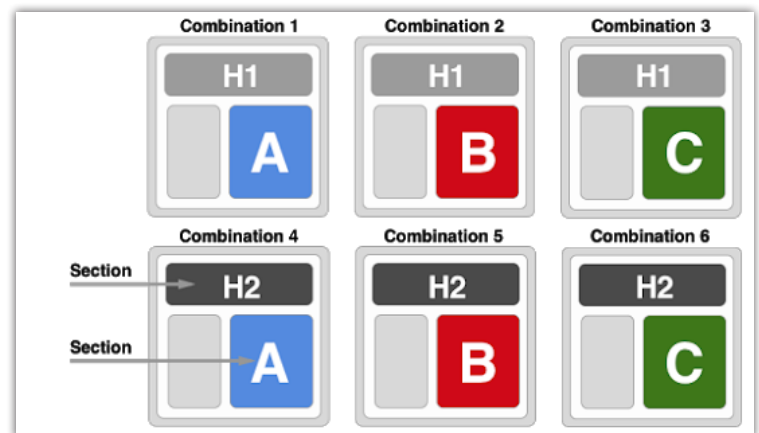 Combination 1 Combination 2 Combination 3
H1 H1 H1
A B C
Combination 4 Combination 5 Combination 6
Section
H2 H2 H2
Section
A B C